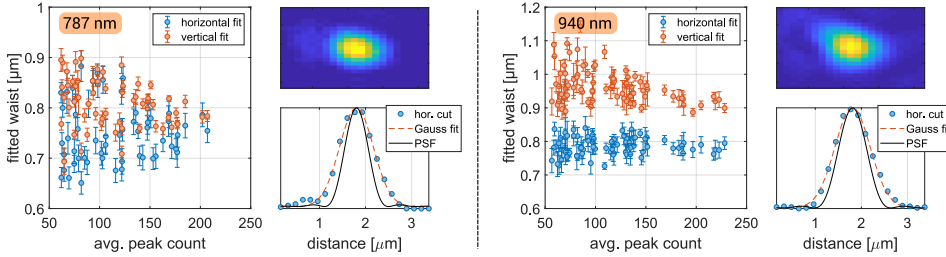 787 nm
horizontal fit
vertical fit
fitted waist [μm]
1
0.9
0.8
0.7
0.6
50 100 150 200 250
avg. peak count
hor. cut
Gauss fit
PSF
1 2 3
distance [μm]
940 nm
horizontal fit
vertical fit
fitted waist [μm]
1.2
1.1
1
0.9
0.8
0.7
0.6
50 100 150 200 250
avg. peak count
hor. cut
Gauss fit
PSF
1 2 3
distance [μm]